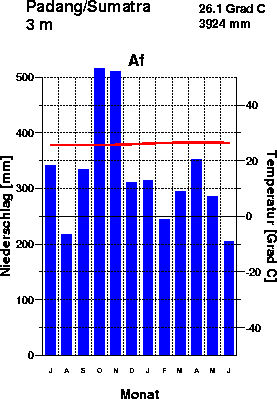 Padang/Sumatra 26.1 Grad C
3 m 3924 mm
Af
500
400
300
200
100
0
Niederschlag [mm]
40
20
0
-20
-40
Temperatur [Grad C]
J A S O N D J F M A M J
Monat